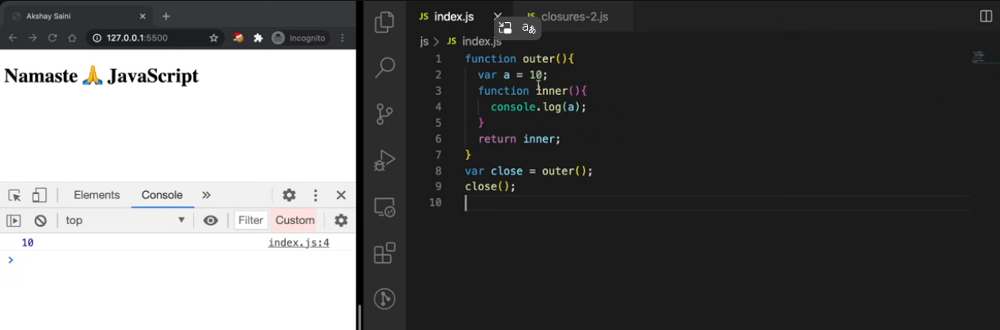 Akshay Saini
127.0.0.1:5500
Incognito
Namaste 🙏 JavaScript
Elements Console »
top Filter Custom
10 index.js:4
>
JS index.js JS closures-2.js
js > JS index.js
1 function outer(){
2 var a = 10;
3 function inner(){
4 console.log(a);
5 }
6 return inner;
7 }
8 var close = outer();
9 close();
10